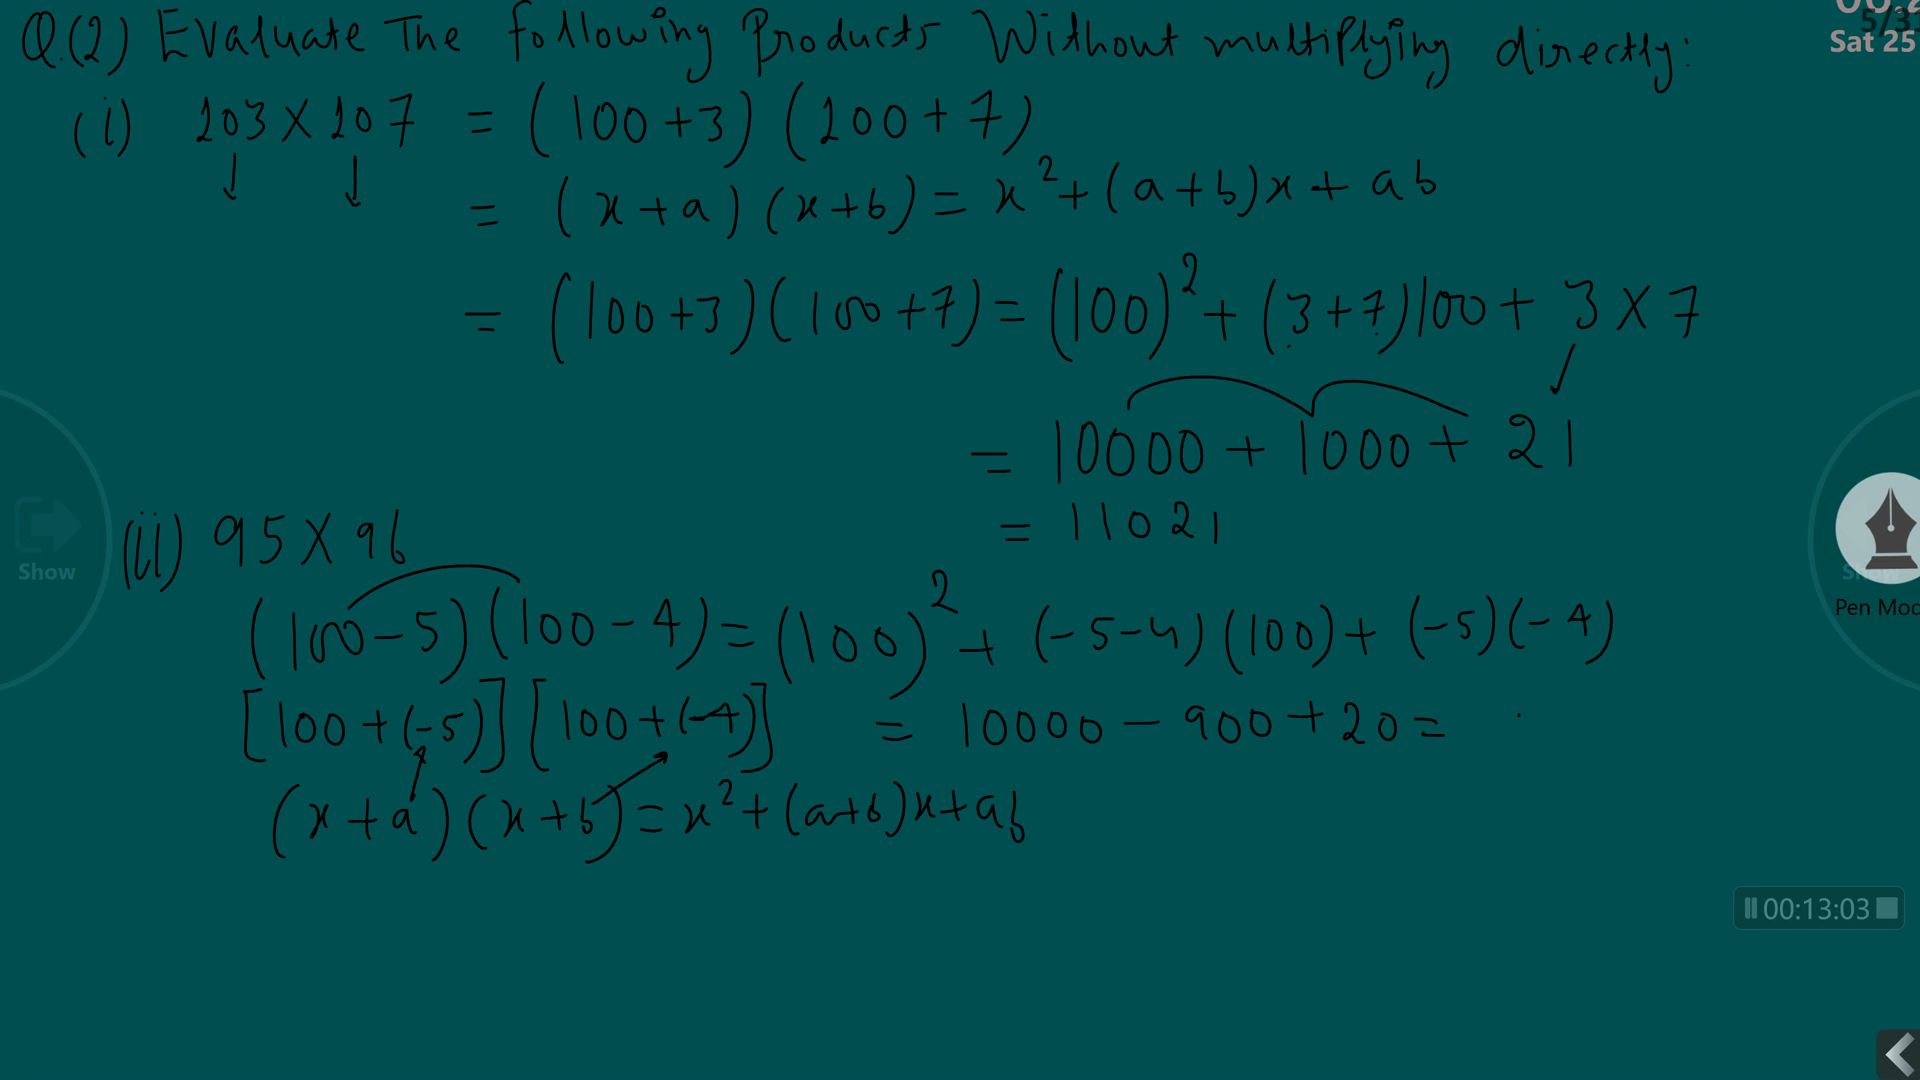 Q.(2) Evaluate The following Products Without multiplying directly:
(i) 103 X 107 = (100 + 3) (100 + 7)
= (x + a) (x + b) = x² + (a + b)x + ab
= (100 + 3) (100 + 7) = (100)² + (3 + 7)100 + 3 X 7
= 10000 + 1000 + 21
= 11021
(ii) 95 X 96
(100 - 5) (100 - 4) = (100)² + (-5-4) (100) + (-5) (-4)
[100 + (-5)] [100 + (-4)] = 10000 - 900 + 20 =
(x + a) (x + b) = x² + (a+b)x + ab
Sat 25
Show
Pen Moc
00:13:03